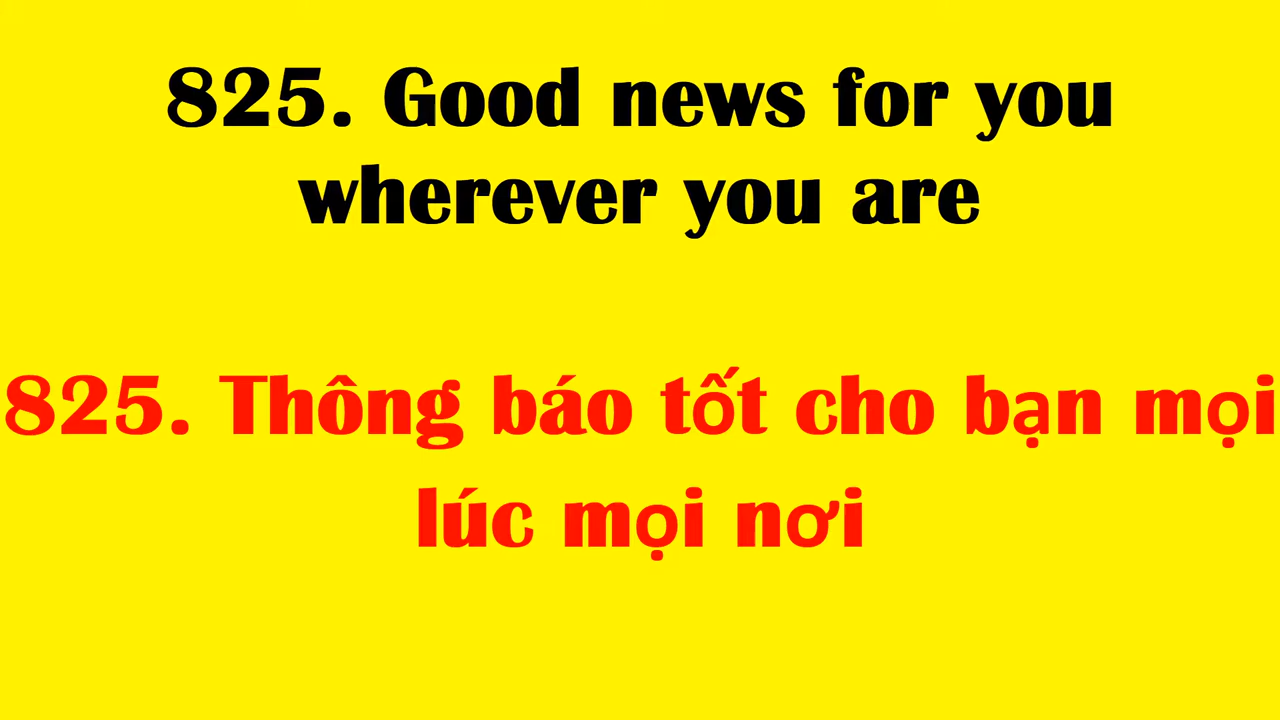 825. Good news for you
wherever you are
825. Thông báo tốt cho bạn mọi
lúc mọi nơi